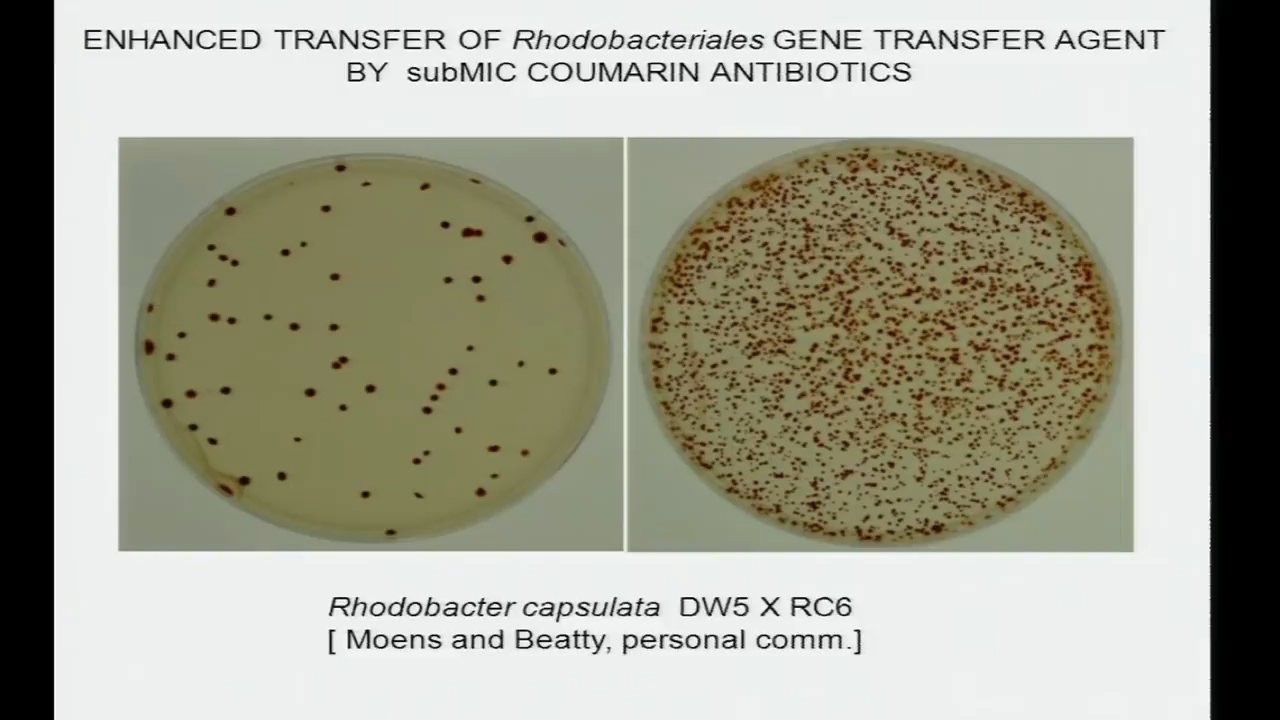 ENHANCED TRANSFER OF Rhodobacteriales GENE TRANSFER AGENT
BY subMIC COUMARIN ANTIBIOTICS
Rhodobacter capsulata DW5 X RC6
[ Moens and Beatty, personal comm.]